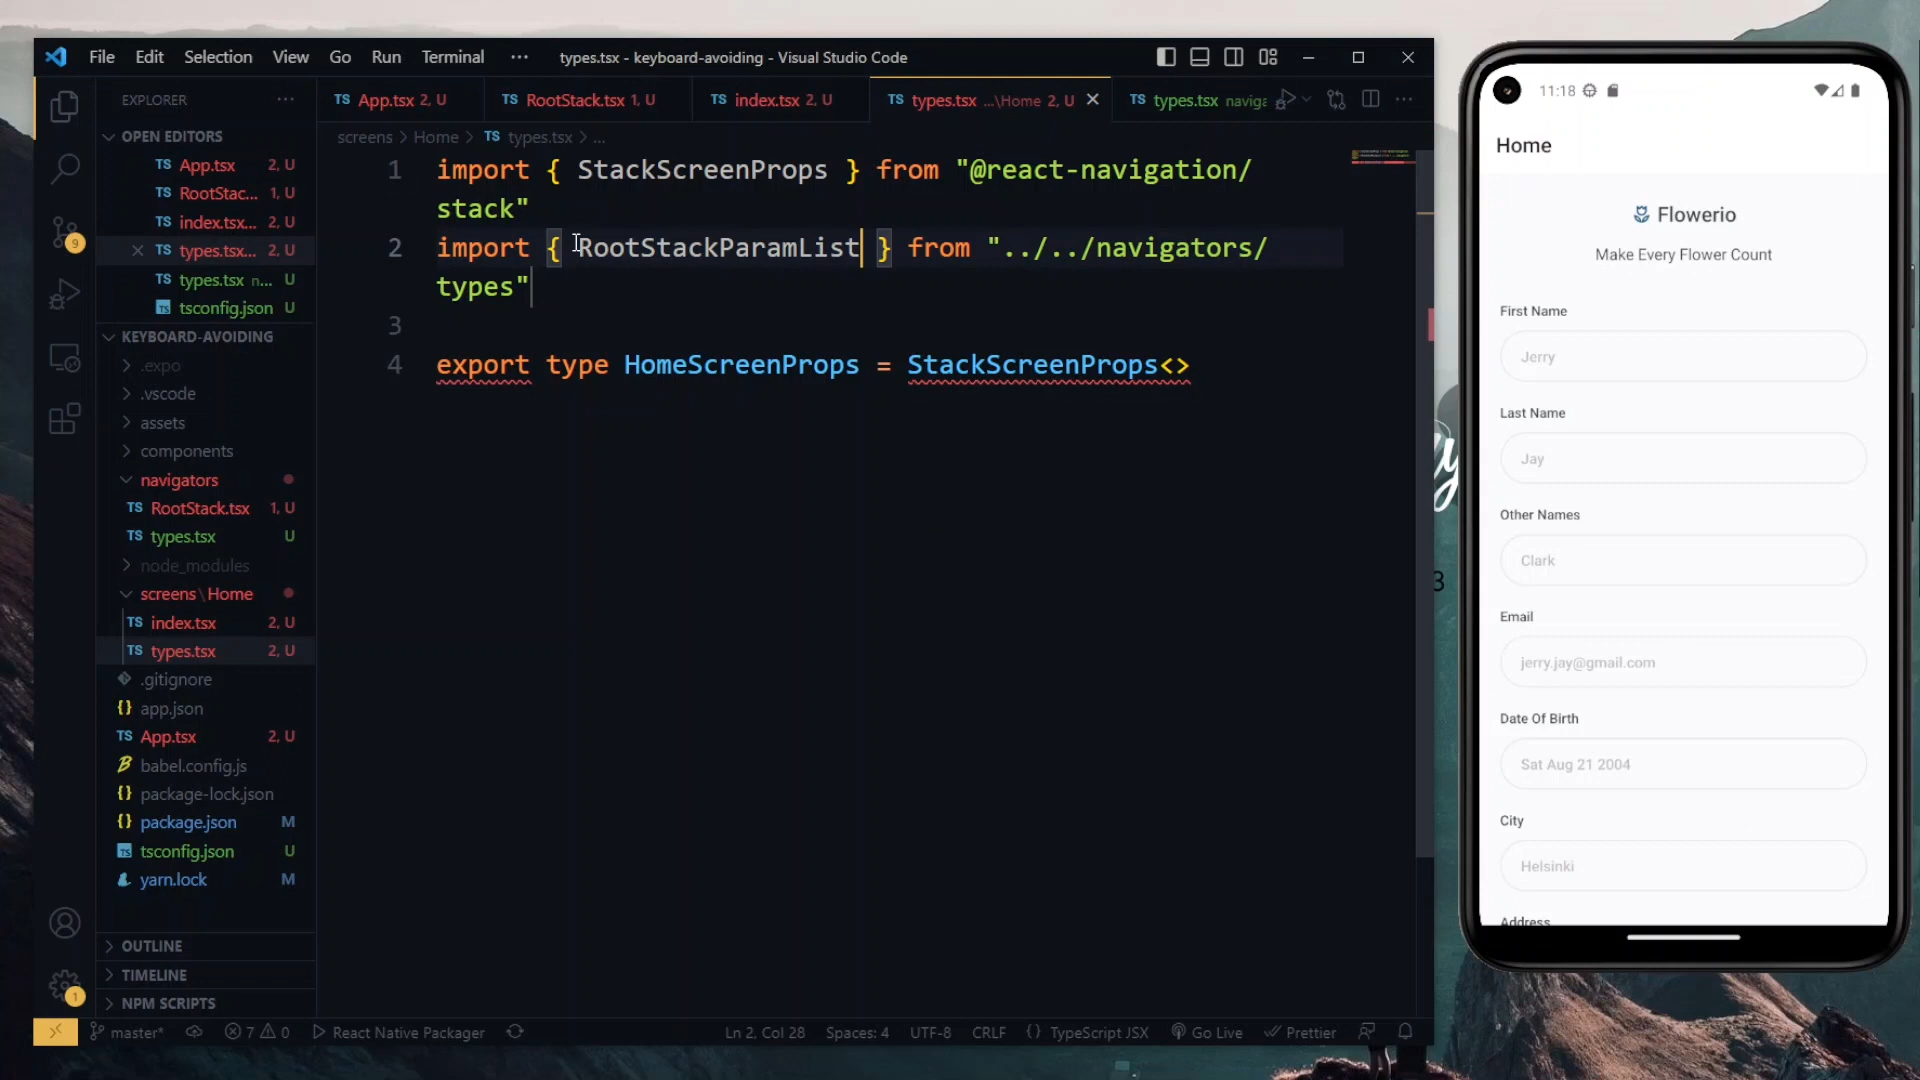 File Edit Selection View Go Run Terminal ··· types.tsx - keyboard-avoiding - Visual Studio Code
EXPLORER ···
TS App.tsx 2, U TS RootStack.tsx 1, U TS index.tsx 2, U TS types.tsx ...\Home 2, U TS types.tsx naviga ···
OPEN EDITORS
TS App.tsx 2, U
TS RootStac... 1, U
TS index.tsx... 2, U
TS types.tsx... 2, U
TS types.tsx n... U
tsconfig.json U
KEYBOARD-AVOIDING
.expo
.vscode
assets
components
navigators
TS RootStack.tsx 1, U
TS types.tsx U
node_modules
screens\Home
TS index.tsx 2, U
TS types.tsx 2, U
.gitignore
{} app.json
TS App.tsx 2, U
babel.config.js
{} package-lock.json
{} package.json M
tsconfig.json U
yarn.lock M
OUTLINE
TIMELINE
NPM SCRIPTS
9
1
screens > Home > TS types.tsx > ...
1 import { StackScreenProps } from "@react-navigation/
stack"
2 import { RootStackParamList } from "../../navigators/
types"
3
4 export type HomeScreenProps = StackScreenProps<>
master* 7 0 React Native Packager Ln 2, Col 28 Spaces: 4 UTF-8 CRLF {} TypeScript JSX Go Live Prettier
11:18
Home
Flowerio
Make Every Flower Count
First Name
Jerry
Last Name
Jay
Other Names
Clark
Email
jerry.jay@gmail.com
Date Of Birth
Sat Aug 21 2004
City
Helsinki
Address
3